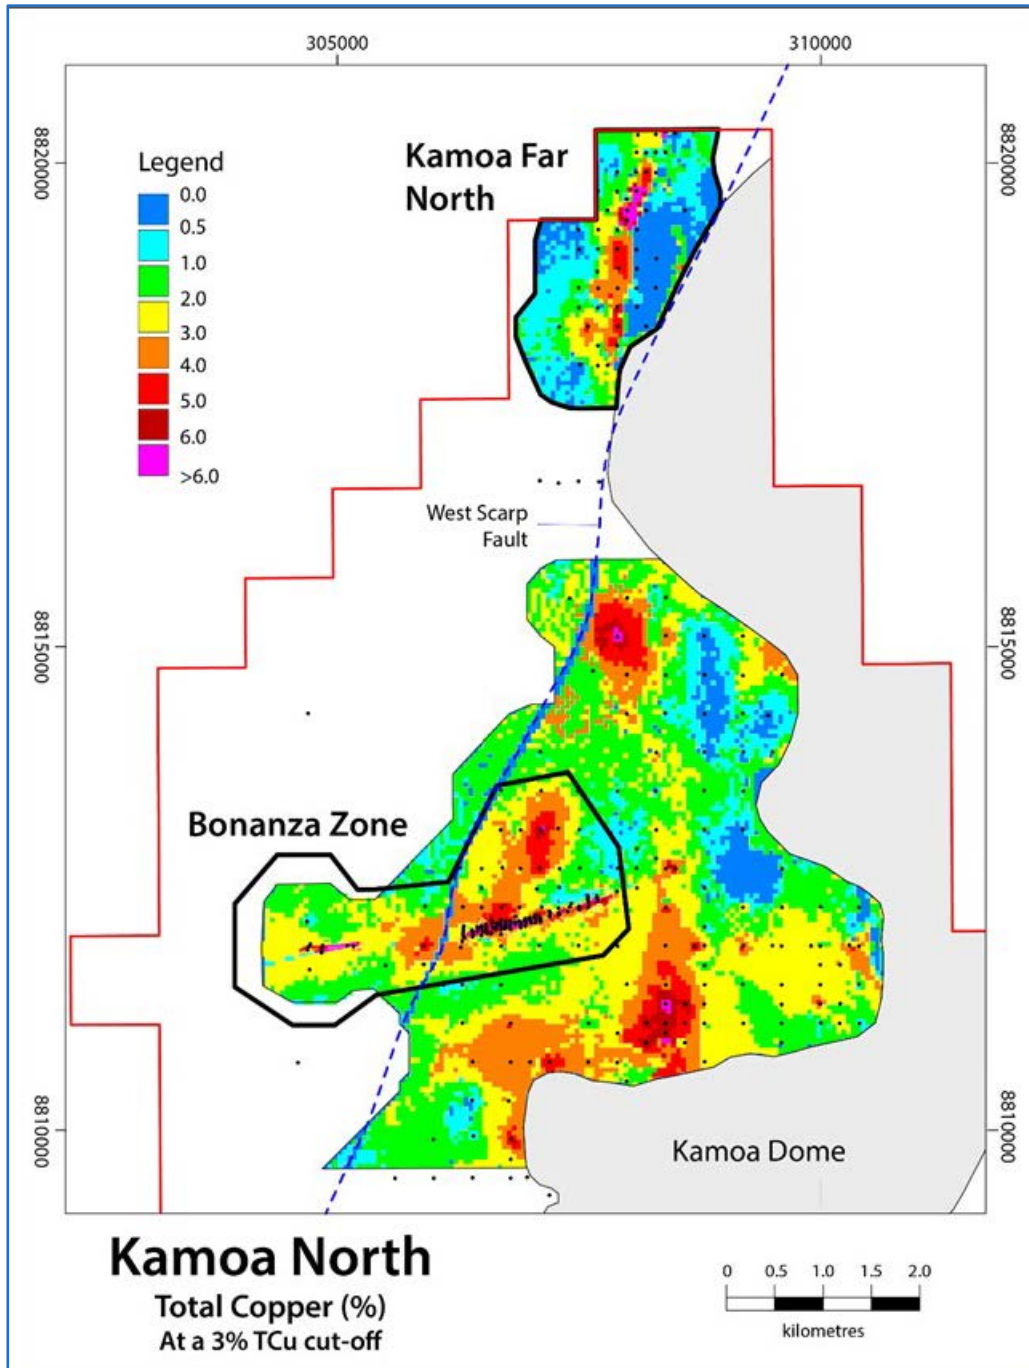 305000
310000
8820000
8820000
Legend
0.0
0.5
1.0
2.0
3.0
4.0
5.0
6.0
>6.0
Kamoa Far
North
West Scarp
Fault
8815000
8815000
Bonanza Zone
8810000
8810000
Kamoa Dome
Kamoa North
Total Copper (%)
At a 3% TCu cut-off
0 0.5 1.0 1.5 2.0
kilometres